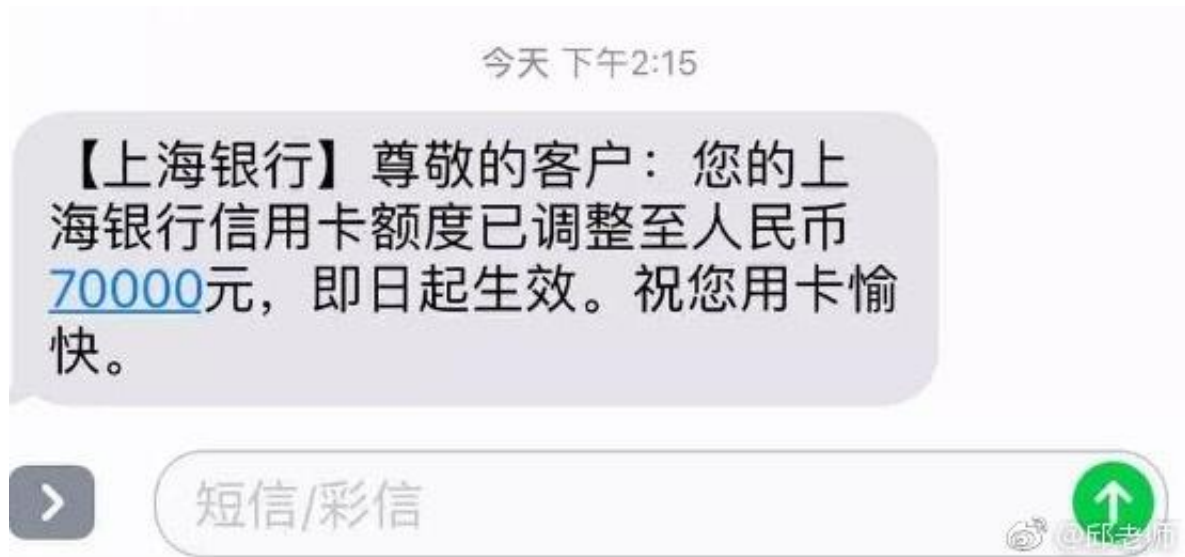 今天 下午2:15
【上海银行】尊敬的客户：您的上
海银行信用卡额度已调整至人民币
70000元，即日起生效。祝您用卡愉
快。
短信/彩信
@邱老师